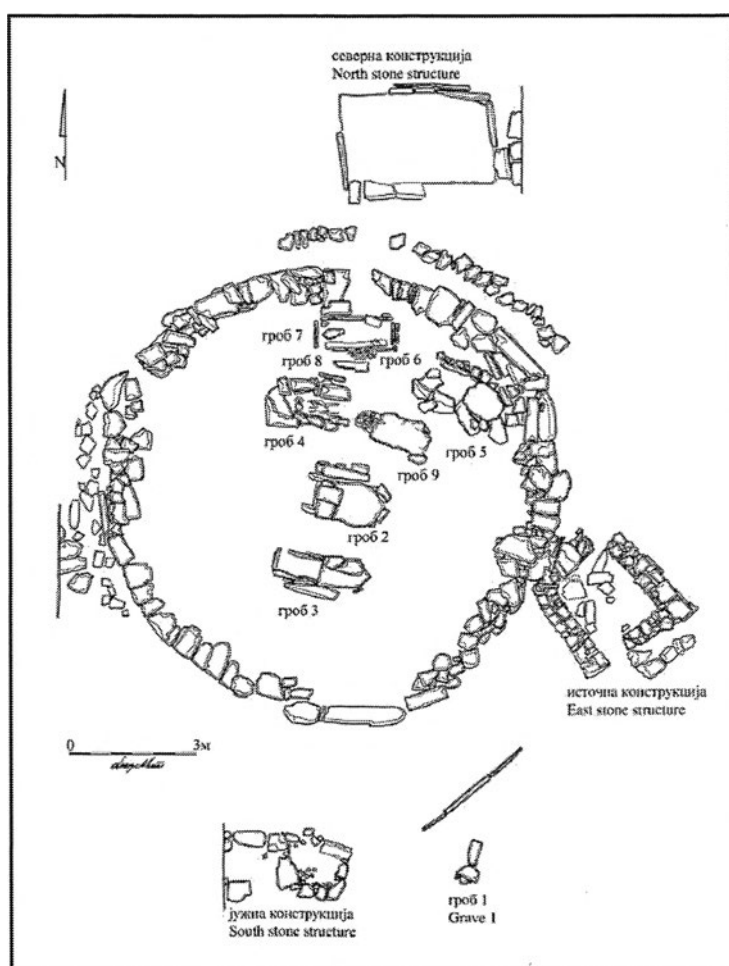 северна конструкција
North stone structure
N
гроб 7
гроб 8
гроб 6
гроб 4
гроб 5
гроб 9
гроб 2
гроб 3
источна конструкција
East stone structure
0 3м
гроб 1
Grave 1
јужна конструкција
South stone structure